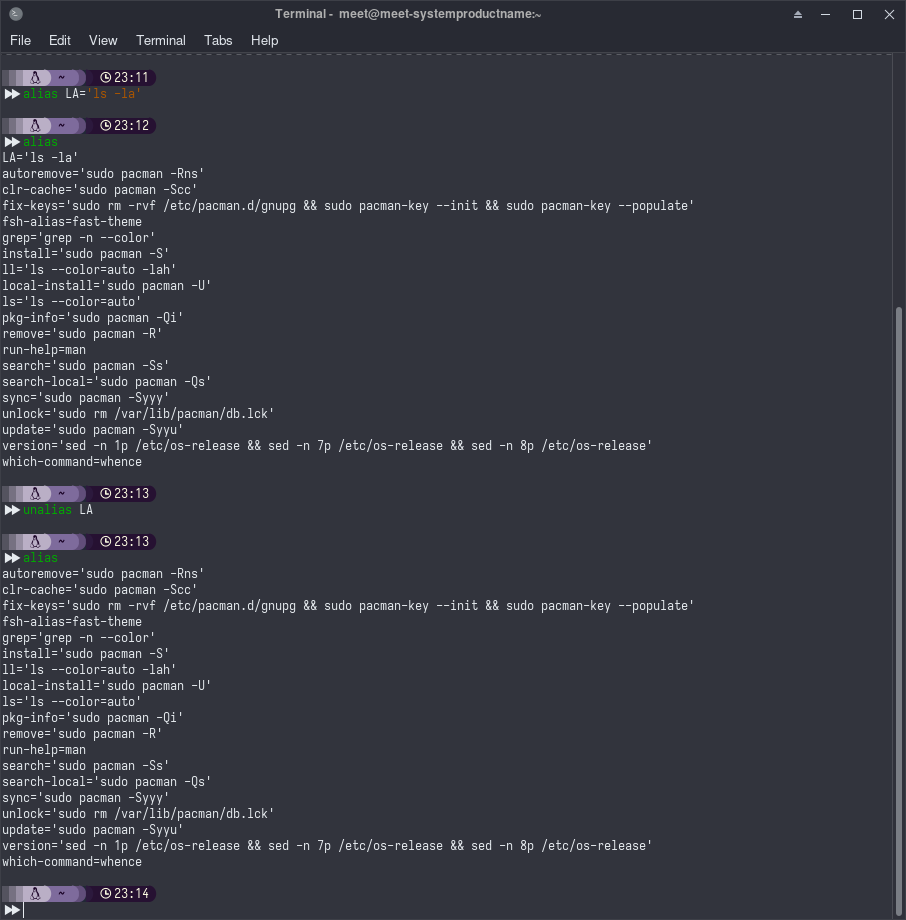 Terminal - meet@meet-systemproductname:~
File Edit View Terminal Tabs Help
~ 23:11
alias LA='ls -la'
~ 23:12
alias
LA='ls -la'
autoremove='sudo pacman -Rns'
clr-cache='sudo pacman -Scc'
fix-keys='sudo rm -rvf /etc/pacman.d/gnupg && sudo pacman-key --init && sudo pacman-key --populate'
fsh-alias=fast-theme
grep='grep -n --color'
install='sudo pacman -S'
ll='ls --color=auto -lah'
local-install='sudo pacman -U'
ls='ls --color=auto'
pkg-info='sudo pacman -Qi'
remove='sudo pacman -R'
run-help=man
search='sudo pacman -Ss'
search-local='sudo pacman -Qs'
sync='sudo pacman -Syyy'
unlock='sudo rm /var/lib/pacman/db.lck'
update='sudo pacman -Syyu'
version='sed -n 1p /etc/os-release && sed -n 7p /etc/os-release && sed -n 8p /etc/os-release'
which-command=whence
~ 23:13
unalias LA
~ 23:13
alias
autoremove='sudo pacman -Rns'
clr-cache='sudo pacman -Scc'
fix-keys='sudo rm -rvf /etc/pacman.d/gnupg && sudo pacman-key --init && sudo pacman-key --populate'
fsh-alias=fast-theme
grep='grep -n --color'
install='sudo pacman -S'
ll='ls --color=auto -lah'
local-install='sudo pacman -U'
ls='ls --color=auto'
pkg-info='sudo pacman -Qi'
remove='sudo pacman -R'
run-help=man
search='sudo pacman -Ss'
search-local='sudo pacman -Qs'
sync='sudo pacman -Syyy'
unlock='sudo rm /var/lib/pacman/db.lck'
update='sudo pacman -Syyu'
version='sed -n 1p /etc/os-release && sed -n 7p /etc/os-release && sed -n 8p /etc/os-release'
which-command=whence
~ 23:14